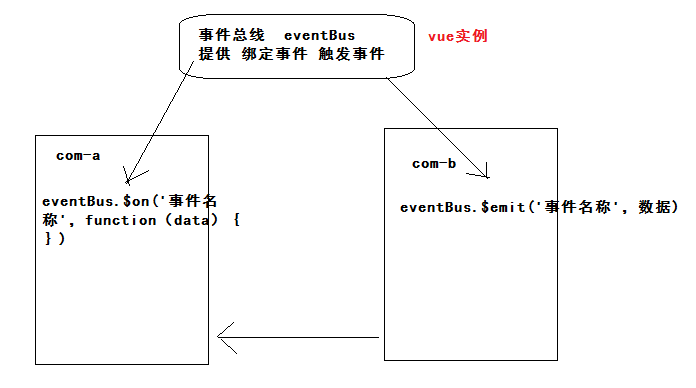 事件总线 eventBus
提供 绑定事件 触发事件
vue实例
com-a
eventBus.$on('事件名
称', function（data） {
})
com-b
eventBus.$emit('事件名称', 数据)